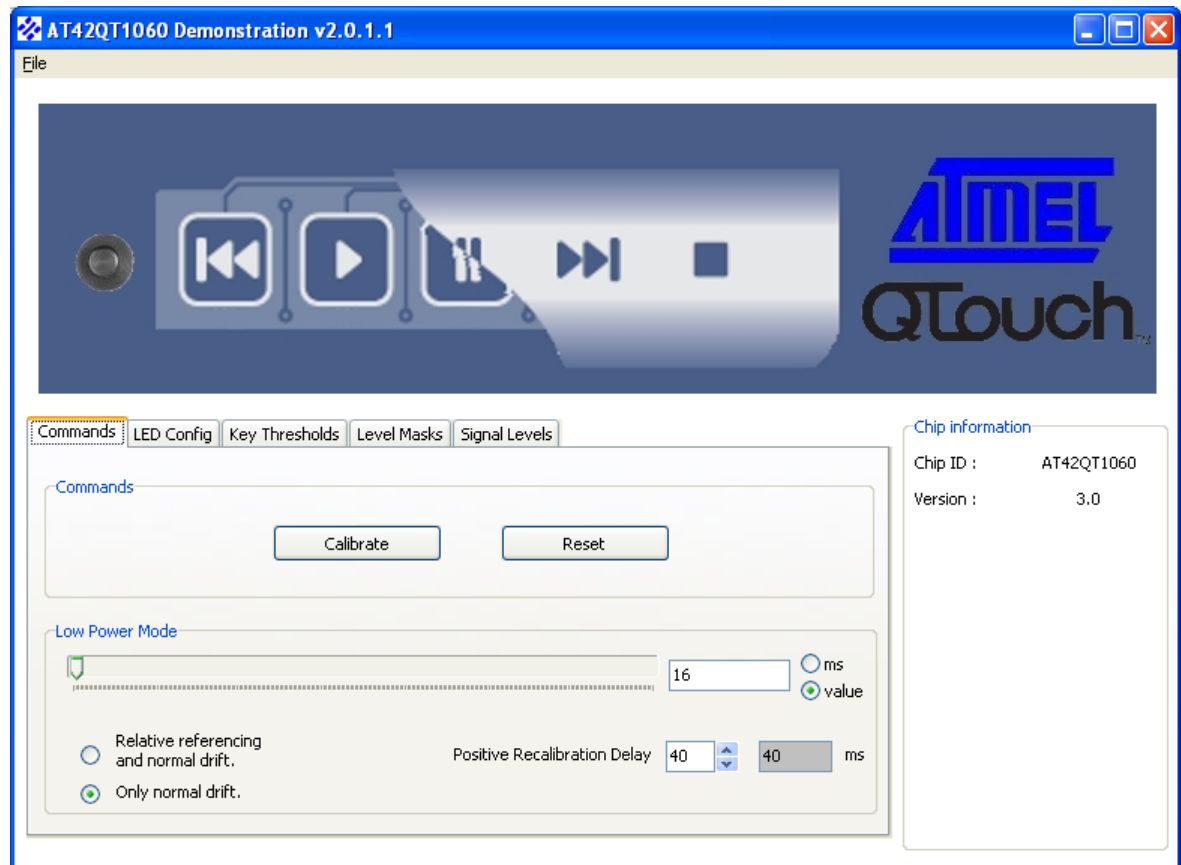 AT42QT1060 Demonstration v2.0.1.1
File
ATMEL
QTouch™
Commands
LED Config
Key Thresholds
Level Masks
Signal Levels
Commands
Calibrate
Reset
Low Power Mode
16
ms
value
Relative referencing
and normal drift.
Only normal drift.
Positive Recalibration Delay
40
40
ms
Chip information
Chip ID : AT42QT1060
Version : 3.0